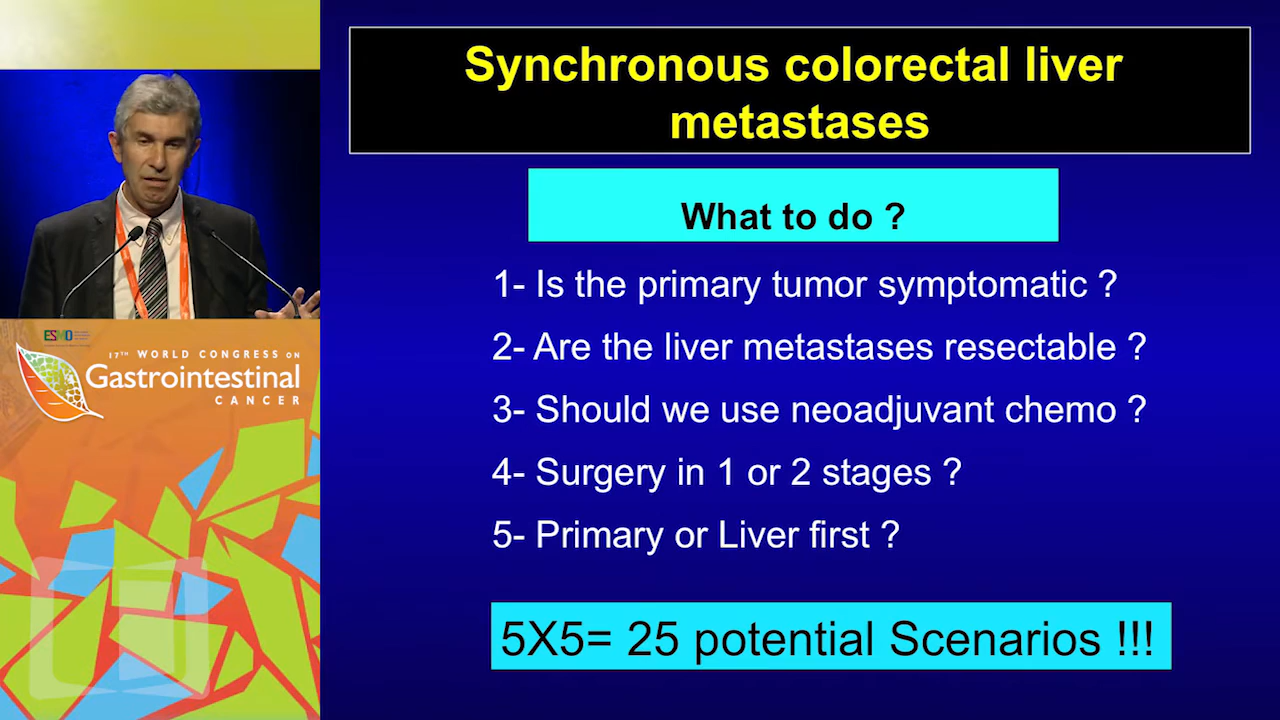 Synchronous colorectal liver
metastases
What to do ?
1- Is the primary tumor symptomatic ?
2- Are the liver metastases resectable ?
3- Should we use neoadjuvant chemo ?
4- Surgery in 1 or 2 stages ?
5- Primary or Liver first ?
5X5= 25 potential Scenarios !!!
ESMO
17TH WORLD CONGRESS ON
Gastrointestinal
CANCER